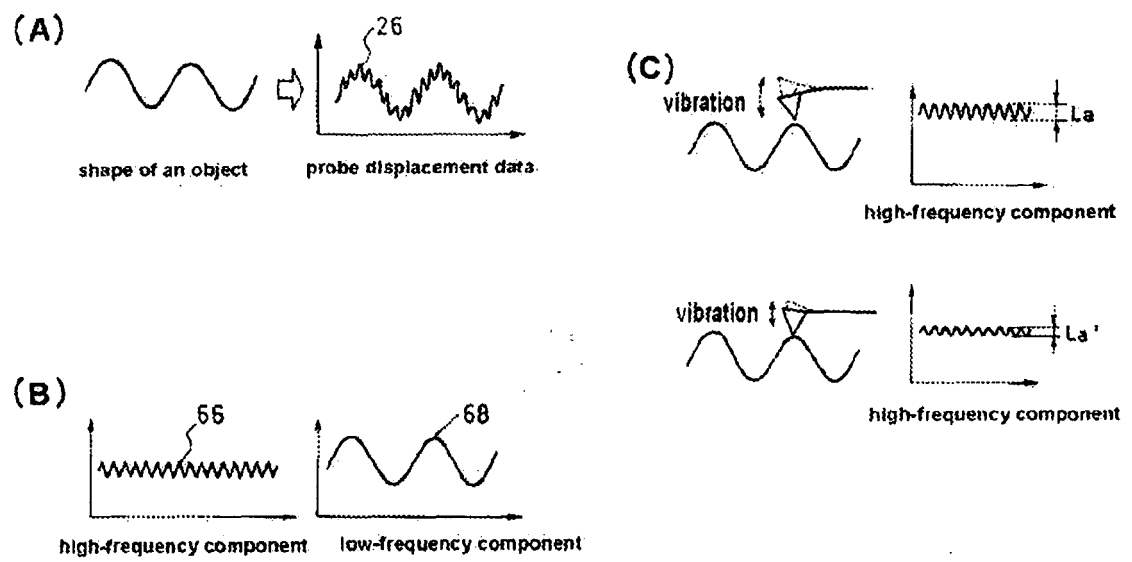 (A)
26
shape of an object
probe displacement data
(B)
66
68
high-frequency component
low-frequency component
(C)
vibration
La
high-frequency component
vibration
La'
high-frequency component